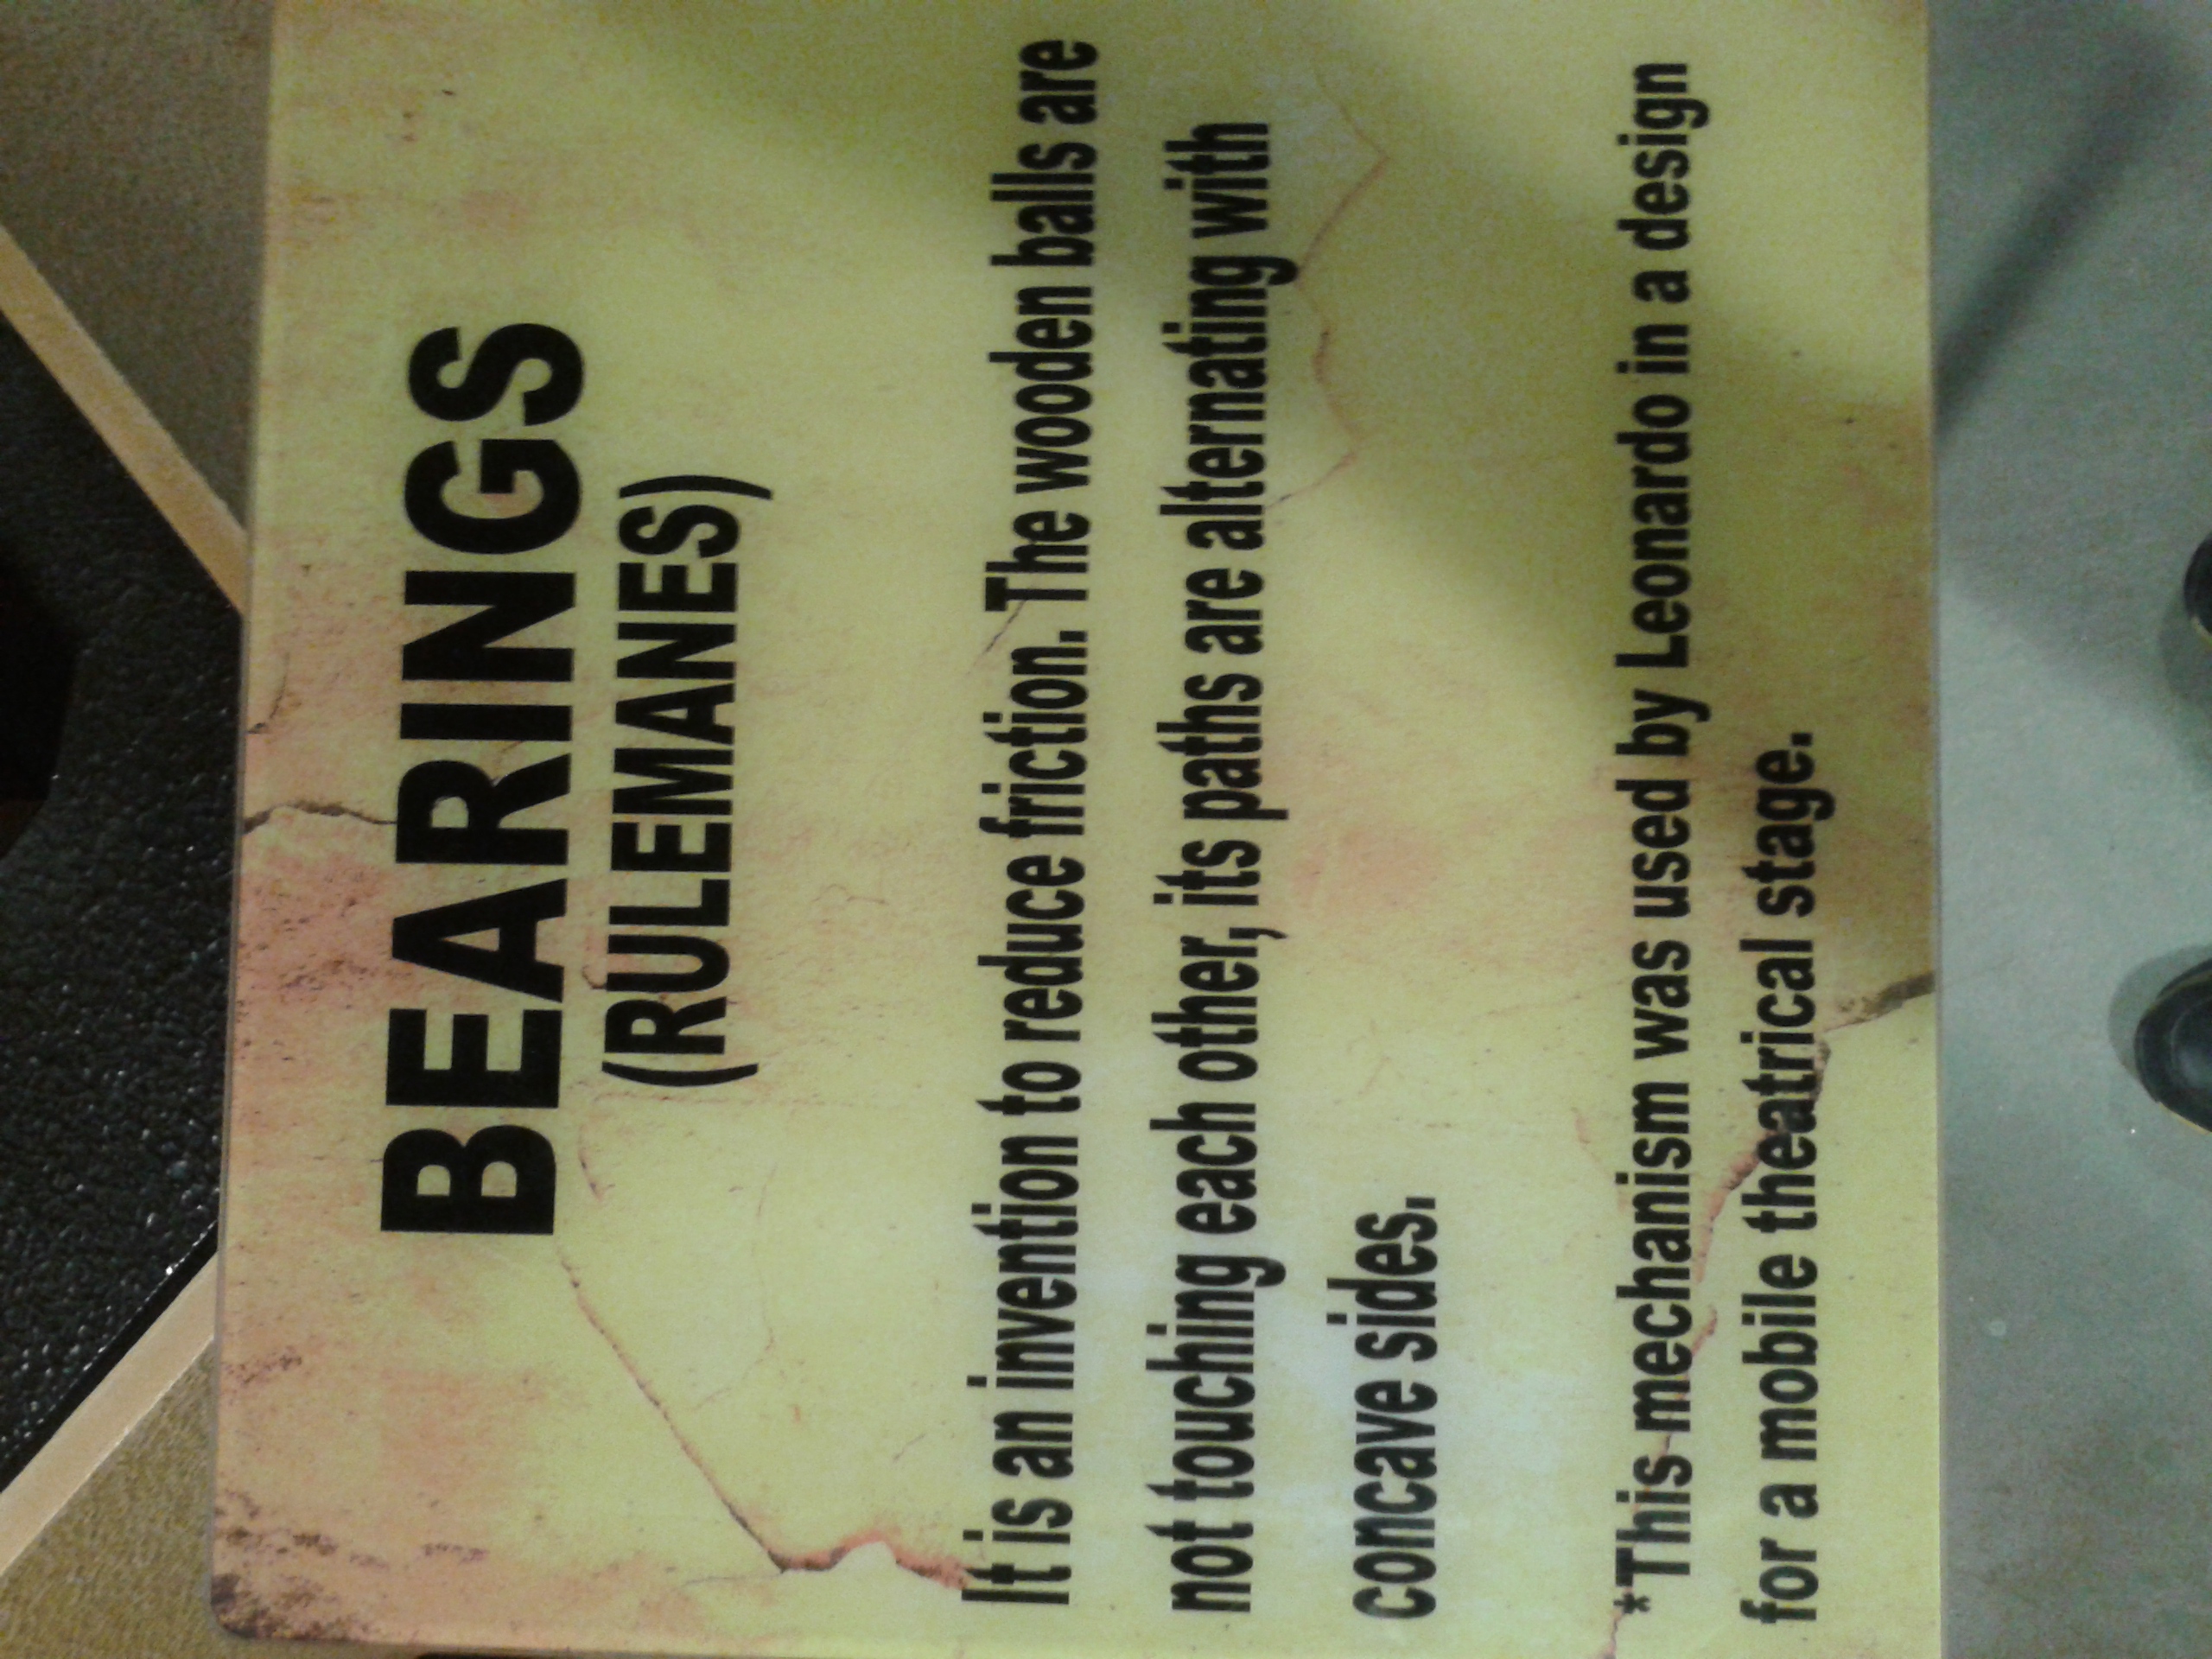 BEARINGS
(RULEMANES)
It is an invention to reduce friction. The wooden balls are
not touching each other, its paths are alternating with
concave sides.
*This mechanism was used by Leonardo in a design
for a mobile theatrical stage.